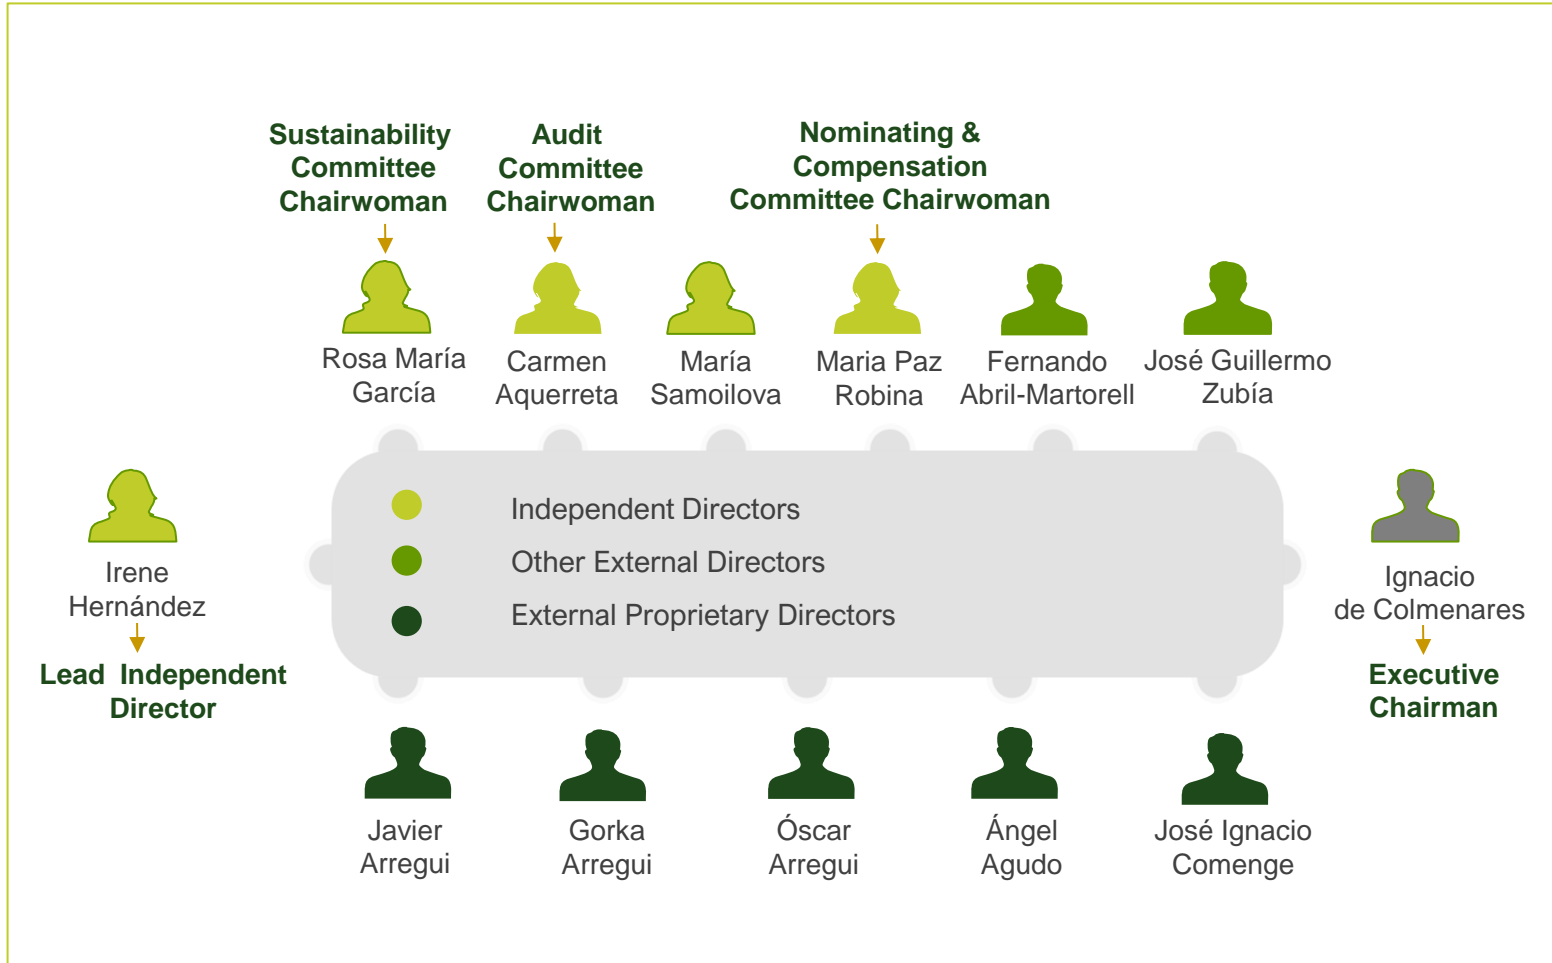 Sustainability
Committee
Chairwoman
Audit
Committee
Chairwoman
Nominating &
Compensation
Committee Chairwoman
Rosa María
García
Carmen
Aquerreta
María
Samoilova
Maria Paz
Robina
Fernando
Abril-Martorell
José Guillermo
Zubía
Irene
Hernández
Lead Independent
Director
Independent Directors
Other External Directors
External Proprietary Directors
Ignacio
de Colmenares
Executive
Chairman
Javier
Arregui
Gorka
Arregui
Óscar
Arregui
Ángel
Agudo
José Ignacio
Comenge